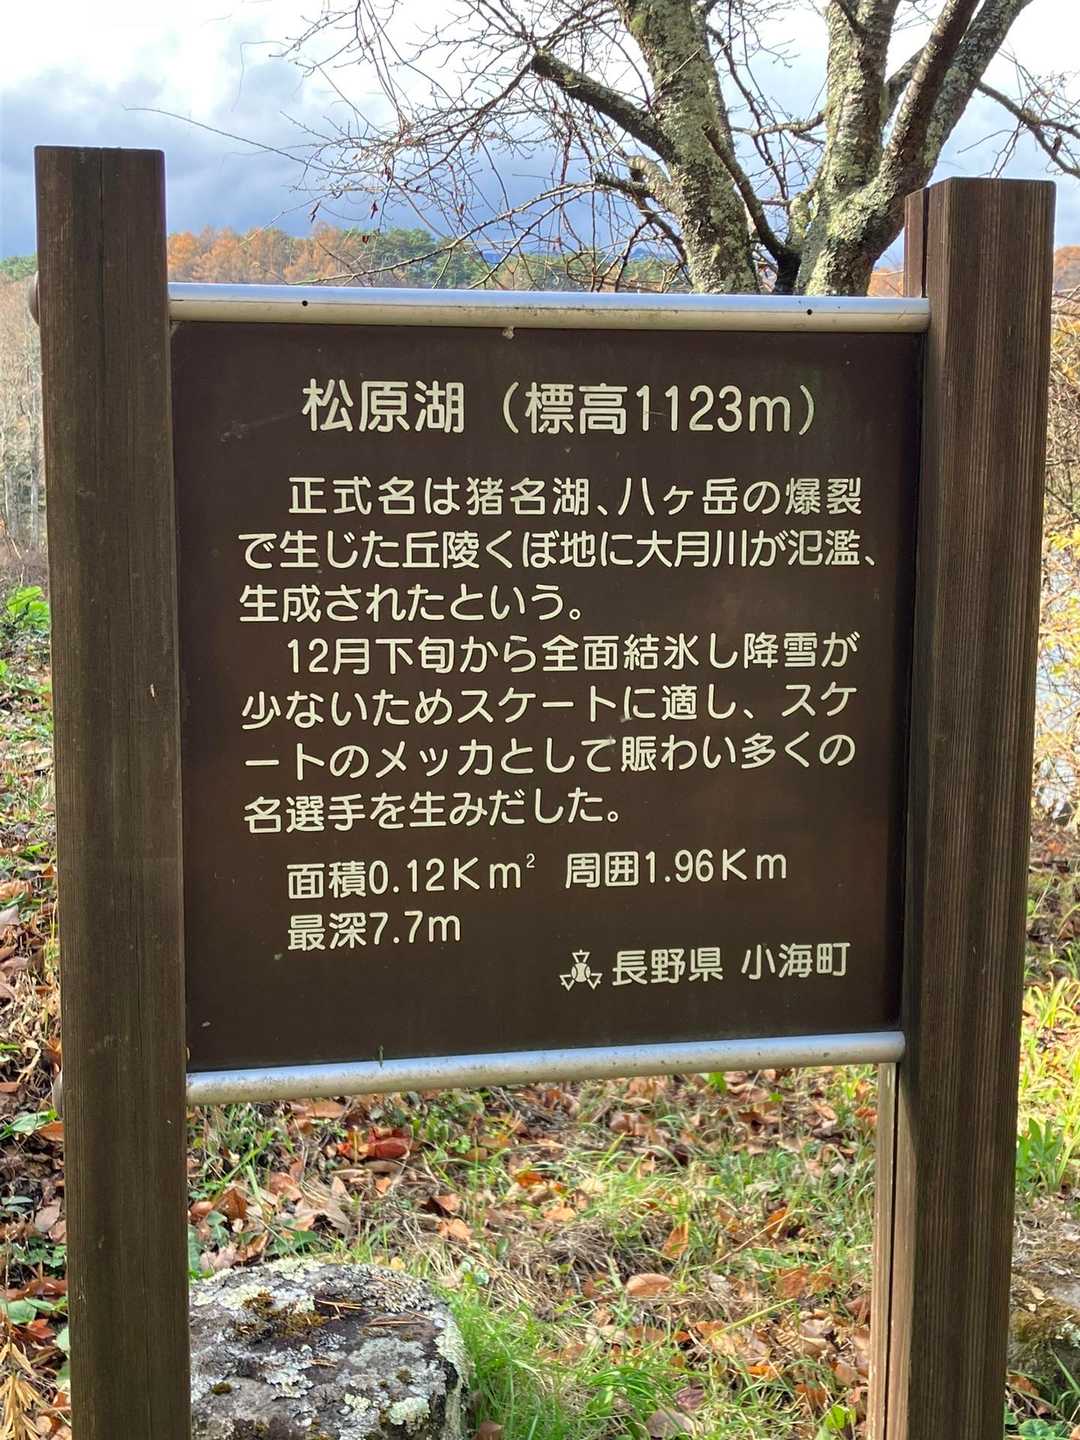 松原湖（標高1123m）
正式名は猪名湖、八ヶ岳の爆裂
で生じた丘陵くぼ地に大月川が氾濫、
生成されたという。
12月下旬から全面結氷し降雪が
少ないためスケートに適し、スケ
ートのメッカとして賑わい多くの
名選手を生みだした。
面積0.12Km² 周囲1.96Km
最深7.7m
長野県 小海町